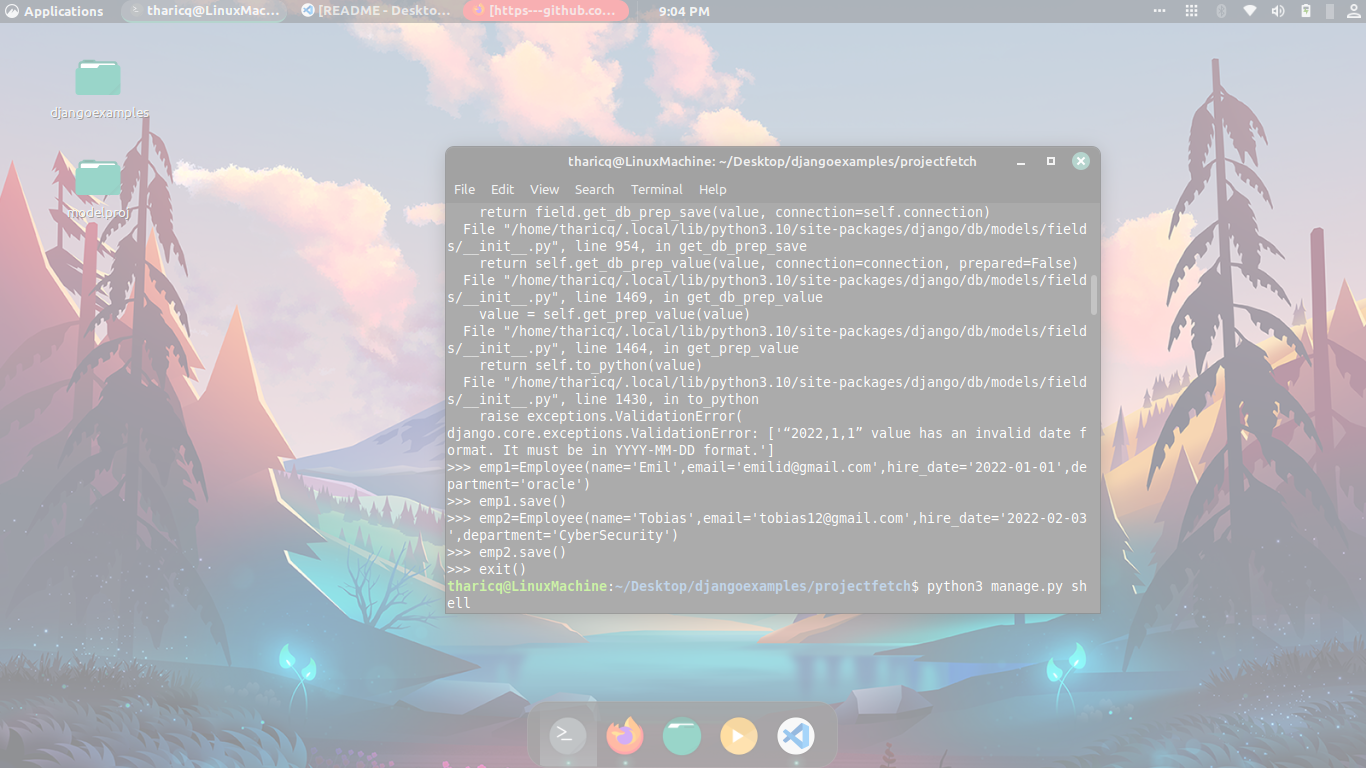 Applications
tharicq@LinuxMac...
[README - Deskto...
[https---github.co...
9:04 PM
djangoexamples
modelproj
tharicq@LinuxMachine: ~/Desktop/djangoexamples/projectfetch
File Edit View Search Terminal Help
return field.get_db_prep_save(value, connection=self.connection)
File "/home/tharicq/.local/lib/python3.10/site-packages/django/db/models/field
s/__init__.py", line 954, in get_db_prep_save
return self.get_db_prep_value(value, connection=connection, prepared=False)
File "/home/tharicq/.local/lib/python3.10/site-packages/django/db/models/field
s/__init__.py", line 1469, in get_db_prep_value
value = self.get_prep_value(value)
File "/home/tharicq/.local/lib/python3.10/site-packages/django/db/models/field
s/__init__.py", line 1464, in get_prep_value
return self.to_python(value)
File "/home/tharicq/.local/lib/python3.10/site-packages/django/db/models/field
s/__init__.py", line 1430, in to_python
raise exceptions.ValidationError(
django.core.exceptions.ValidationError: ['“2022,1,1” value has an invalid date f
ormat. It must be in YYYY-MM-DD format.']
>>> emp1=Employee(name='Emil',email='emilid@gmail.com',hire_date='2022-01-01',de
partment='oracle')
>>> emp1.save()
>>> emp2=Employee(name='Tobias',email='tobias12@gmail.com',hire_date='2022-02-03
',department='CyberSecurity')
>>> emp2.save()
>>> exit()
tharicq@LinuxMachine:~/Desktop/djangoexamples/projectfetch$ python3 manage.py sh
ell